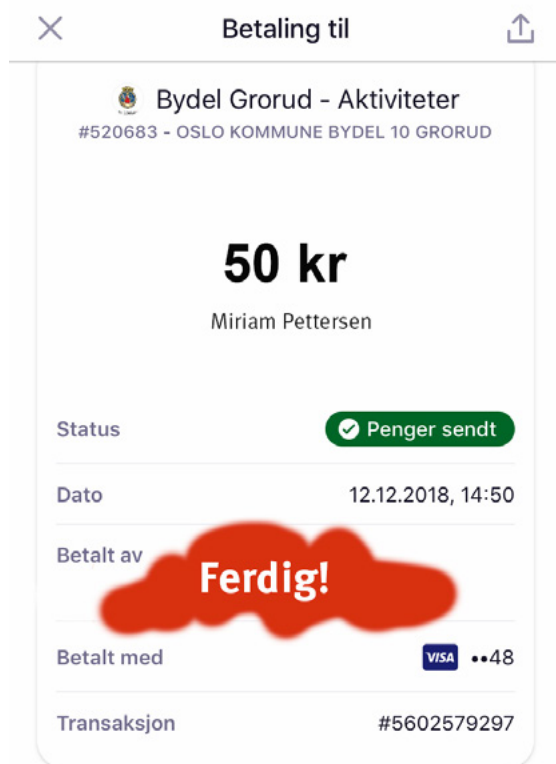 Betaling til
Bydel Grorud - Aktiviteter
#520683 - OSLO KOMMUNE BYDEL 10 GRORUD
50 kr
Miriam Pettersen
Status Penger sendt
Dato 12.12.2018, 14:50
Betalt av
Ferdig!
Betalt med VISA ••48
Transaksjon #5602579297